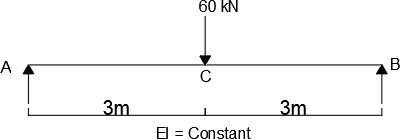 60 kN
A
B
C
3m
3m
EI = Constant